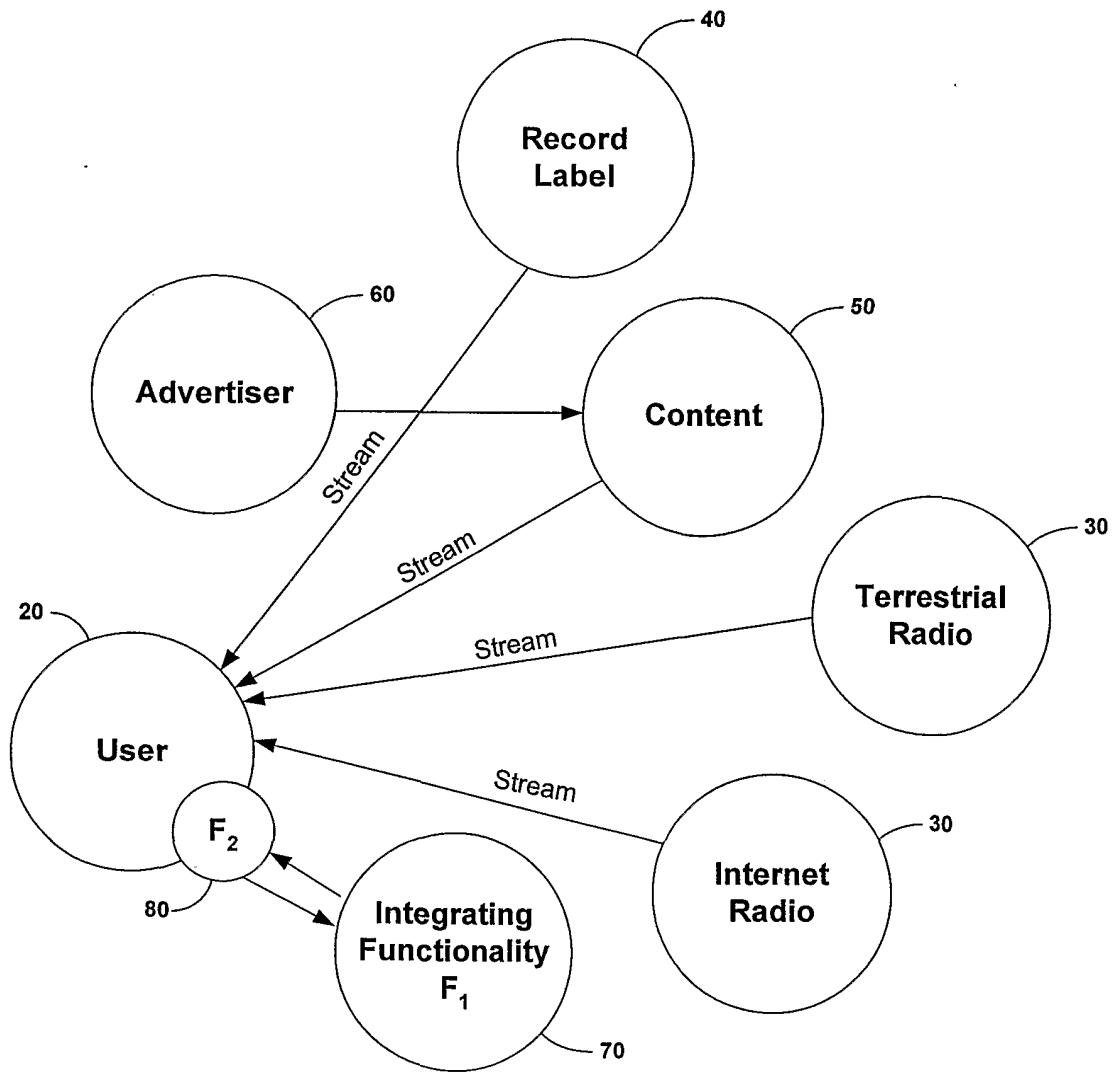 40
Record
Label
60
50
Advertiser
Content
Stream
30
Stream
Terrestrial
Radio
20
Stream
User
Stream
30
F2
Internet
Radio
80
Integrating
Functionality
F1
70